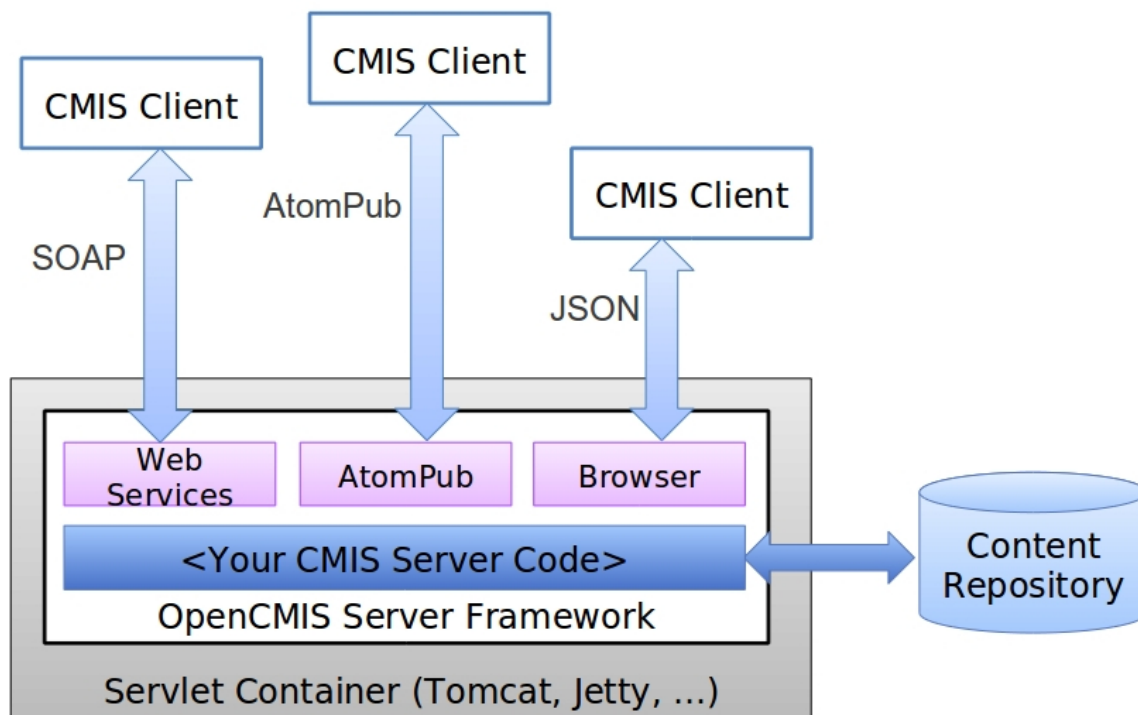 CMIS Client
CMIS Client
CMIS Client
SOAP
AtomPub
JSON
Web
Services
AtomPub
Browser
<Your CMIS Server Code>
OpenCMIS Server Framework
Servlet Container (Tomcat, Jetty, ...)
Content
Repository